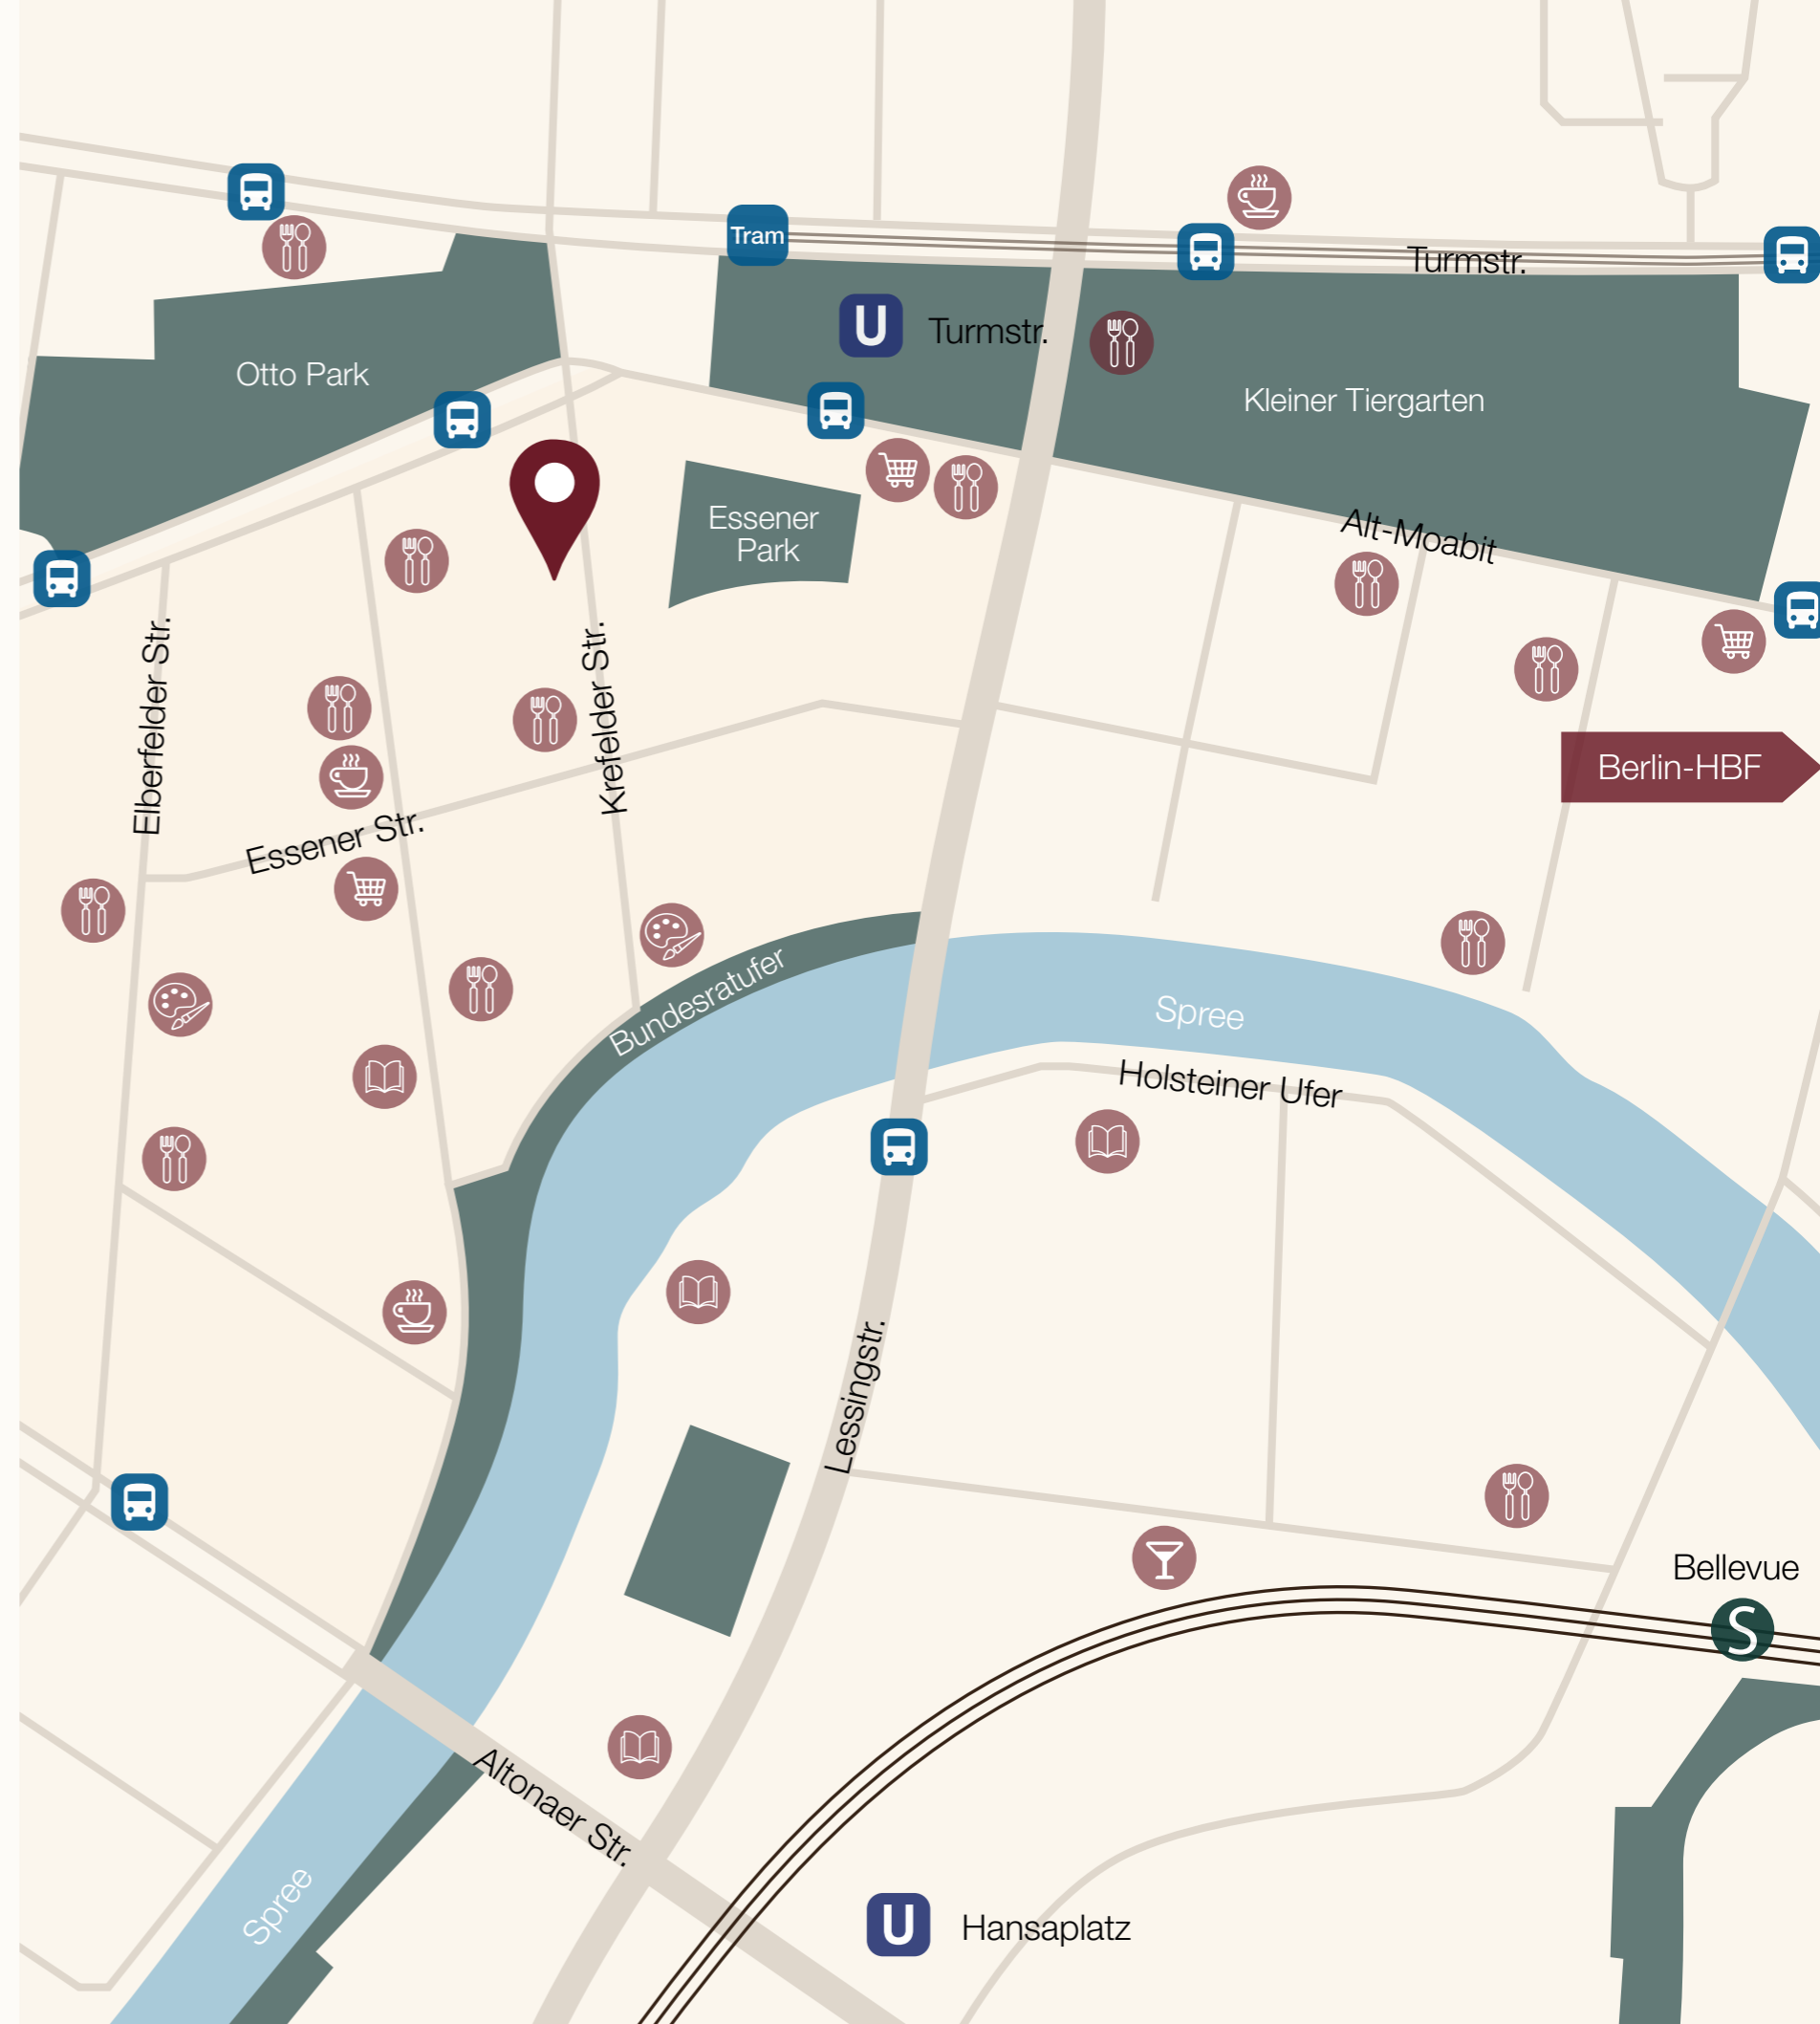 Tram
Turmstr.
U
Turmstr.
Otto Park
Kleiner Tiergarten
Essener
Park
Alt-Moabit
Elberfelder Str.
Krefelder Str.
Berlin-HBF
Essener Str.
Bundesratufer
Spree
Holsteiner Ufer
Lessingstr.
Bellevue
S
Altonaer Str.
Spree
U
Hansaplatz